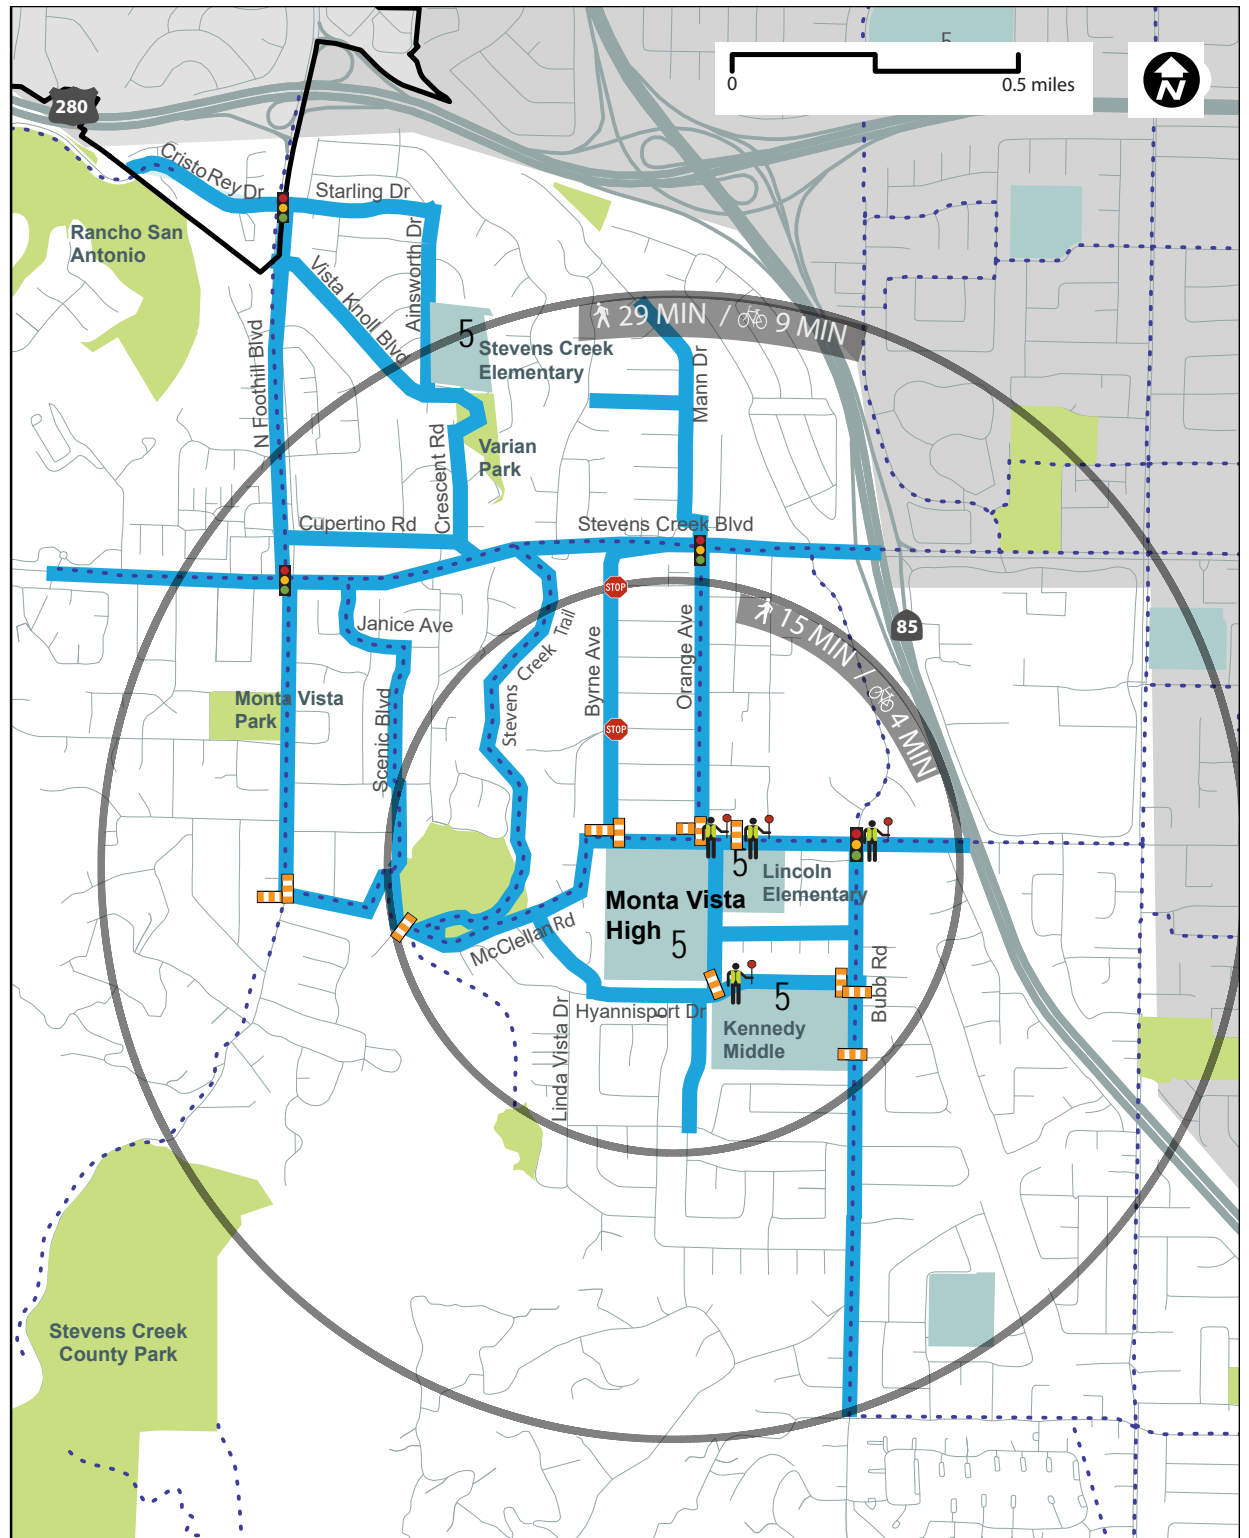 5
0
0.5 miles
N
280
Cristo Rey Dr
Starling Dr
Rancho San
Antonio
Ainsworth Dr
Vista Knoll Blvd
29 MIN / 9 MIN
N Foothill Blvd
5
Stevens Creek
Elementary
Mann Dr
Varian
Park
Crescent Rd
Cupertino Rd
Stevens Creek Blvd
STOP
Janice Ave
15 MIN / 4 MIN
85
Stevens Creek Trail
Byrne Ave
Orange Ave
Monta Vista
Park
Scenic Blvd
STOP
5
Lincoln
Elementary
Monta Vista
High
5
McClellan Rd
Bubb Rd
5
Hyannisport Dr
Linda Vista Dr
Kennedy
Middle
Stevens Creek
County Park